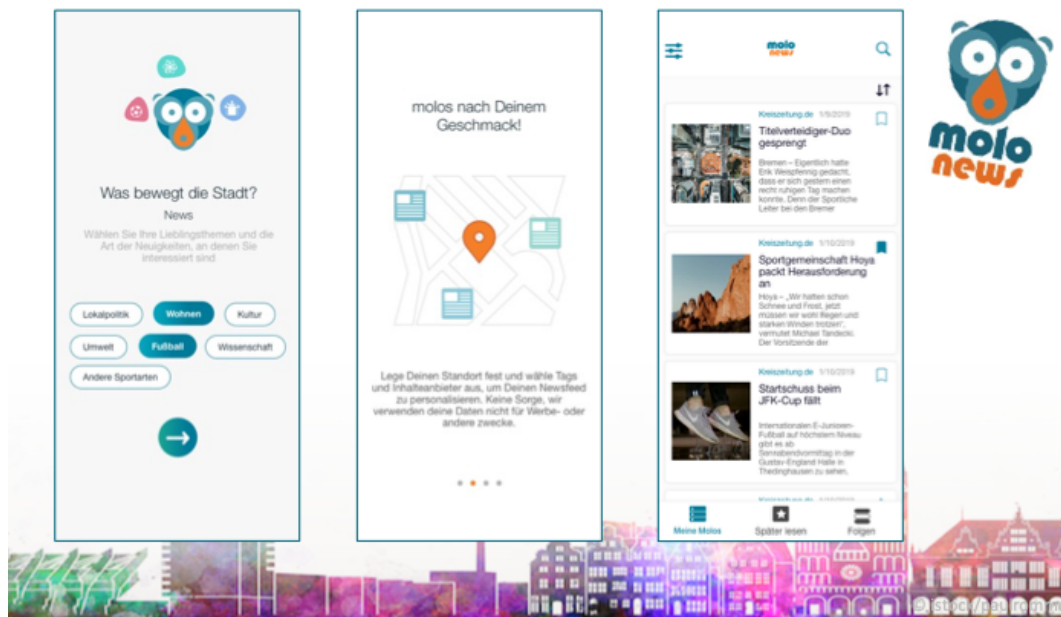 Was bewegt die Stadt?
News
Wählen Sie Ihre Lieblingsthemen und die
Art der Neuigkeiten, an denen Sie
interessiert sind
Lokalpolitik
Wohnen
Kultur
Umwelt
Fußball
Wissenschaft
Andere Sportarten
molos nach Deinem
Geschmack!
Lege Deinen Standort fest und wähle Tags
und Inhalteanbieter aus, um Deinen Newsfeed
zu personalisieren. Keine Sorge, wir
verwenden deine Daten nicht für Werbe- oder
andere zwecke.
molo
news
Kreiszeitung.de 1/9/2019
Titelverteidiger-Duo
gesprengt
Bremen – Eigentlich hatte
Erik Weispfennig gedacht,
dass er sich gestern einen
recht ruhigen Tag machen
konnte. Denn der Sportliche
Leiter bei den Bremer
Kreiszeitung.de 1/10/2019
Sportgemeinschaft Hoya
packt Herausforderung
an
Hoya – „Wir hatten schon
Schnee und Frost, jetzt
müssen wir wohl Regen und
starken Winden trotzen“,
vermutet Michael Tandecki.
Der Vorsitzende der
Kreiszeitung.de 1/10/2019
Startschuss beim
JFK-Cup fällt
Internationalen E-Junioren-
Fußball auf höchstem Niveau
gibt es ab
Sonnabendvormittag in der
Gustav-England Halle in
Thedinghausen zu sehen,
Kreiszeitung.de 1/10/2019
Meine Molos
Später lesen
Folgen
molo
news